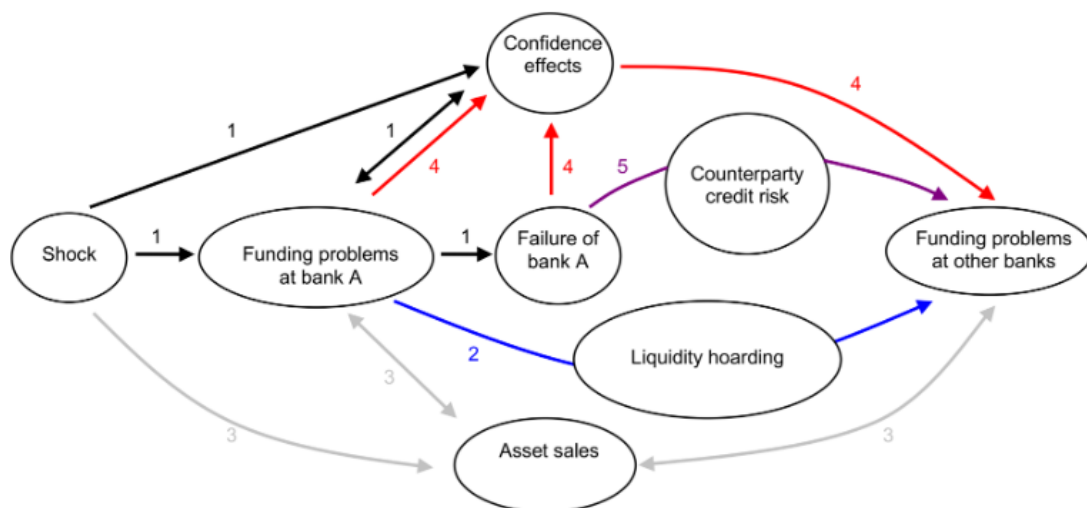 Confidence
effects
4
1
1
4
4
5
Counterparty
credit risk
Shock
1
Funding problems
at bank A
1
Failure of
bank A
Funding problems
at other banks
2
Liquidity hoarding
3
3
3
Asset sales